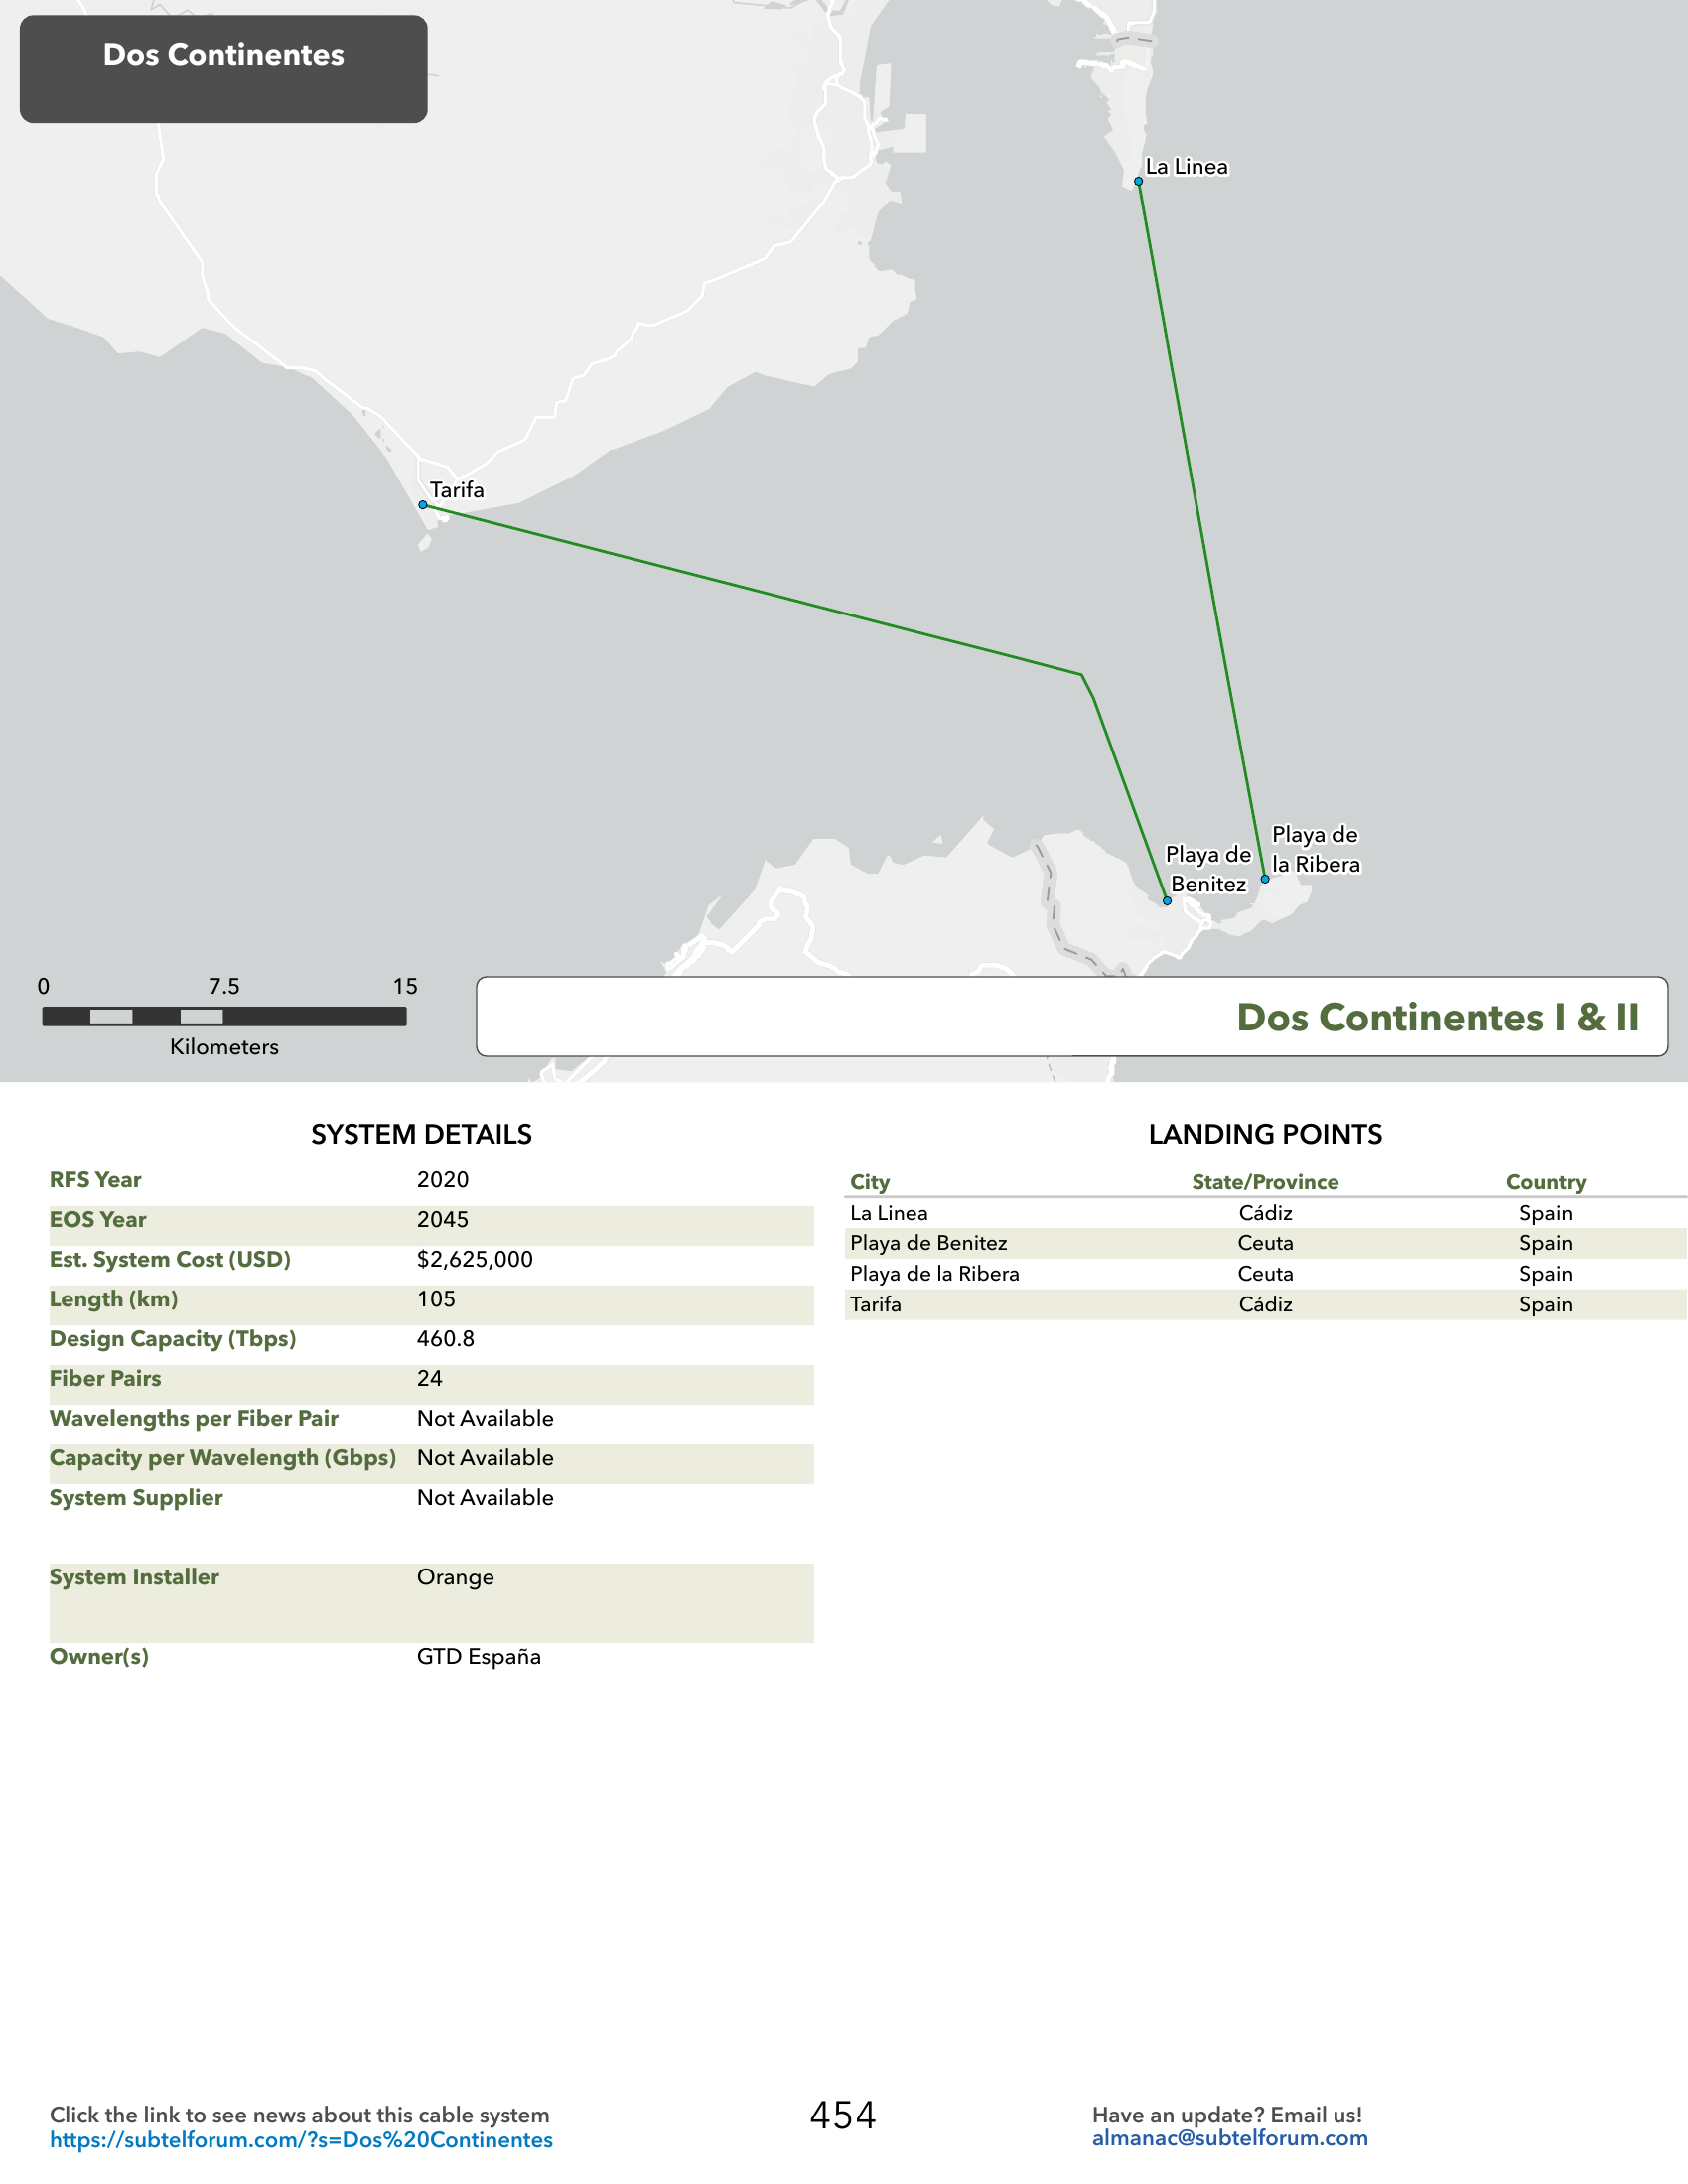 Dos Continentes
La Linea
Tarifa
Playa de
la Ribera
Playa de
Benitez
0 7.5 15
Kilometers
Dos Continentes I & II
SYSTEM DETAILS
RFS Year 2020
EOS Year 2045
Est. System Cost (USD) $2,625,000
Length (km) 105
Design Capacity (Tbps) 460.8
Fiber Pairs 24
Wavelengths per Fiber Pair Not Available
Capacity per Wavelength (Gbps) Not Available
System Supplier Not Available
System Installer Orange
Owner(s) GTD España
LANDING POINTS
City State/Province Country
La Linea Cádiz Spain
Playa de Benitez Ceuta Spain
Playa de la Ribera Ceuta Spain
Tarifa Cádiz Spain
Click the link to see news about this cable system
https://subtelforum.com/?s=Dos%20Continentes
454
Have an update? Email us!
almanac@subtelforum.com